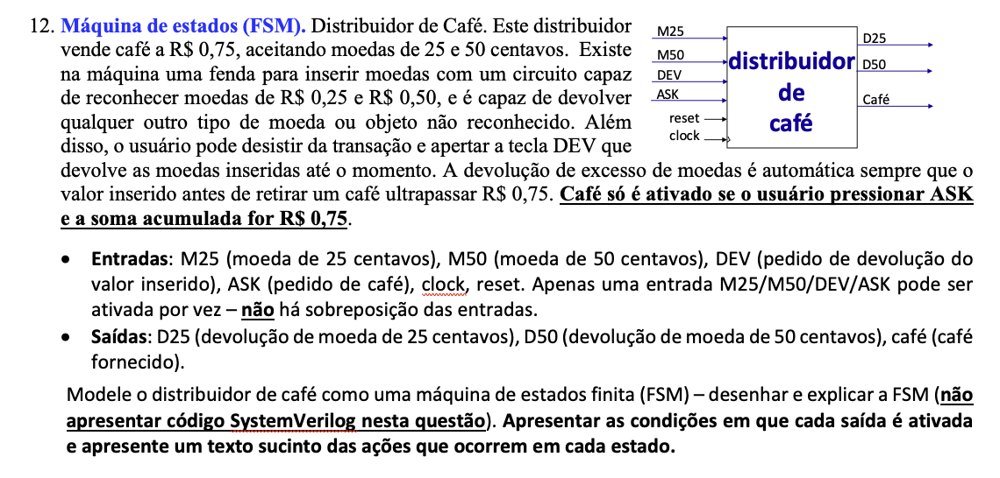 12. Máquina de estados (FSM). Distribuidor de Café. Este distribuidor
vende café a R$ 0,75, aceitando moedas de 25 e 50 centavos. Existe
na máquina uma fenda para inserir moedas com um circuito capaz
de reconhecer moedas de R$ 0,25 e R$ 0,50, e é capaz de devolver
qualquer outro tipo de moeda ou objeto não reconhecido. Além
disso, o usuário pode desistir da transação e apertar a tecla DEV que
devolve as moedas inseridas até o momento. A devolução de excesso de moedas é automática sempre que o
valor inserido antes de retirar um café ultrapassar R$ 0,75. Café só é ativado se o usuário pressionar ASK
e a soma acumulada for R$ 0,75.
M25
M50
DEV
ASK
reset
clock
distribuidor
de
café
D25
D50
Café
• Entradas: M25 (moeda de 25 centavos), M50 (moeda de 50 centavos), DEV (pedido de devolução do
valor inserido), ASK (pedido de café), clock, reset. Apenas uma entrada M25/M50/DEV/ASK pode ser
ativada por vez – não há sobreposição das entradas.
• Saídas: D25 (devolução de moeda de 25 centavos), D50 (devolução de moeda de 50 centavos), café (café
fornecido).
Modele o distribuidor de café como uma máquina de estados finita (FSM) – desenhar e explicar a FSM (não
apresentar código SystemVerilog nesta questão). Apresentar as condições em que cada saída é ativada
e apresente um texto sucinto das ações que ocorrem em cada estado.